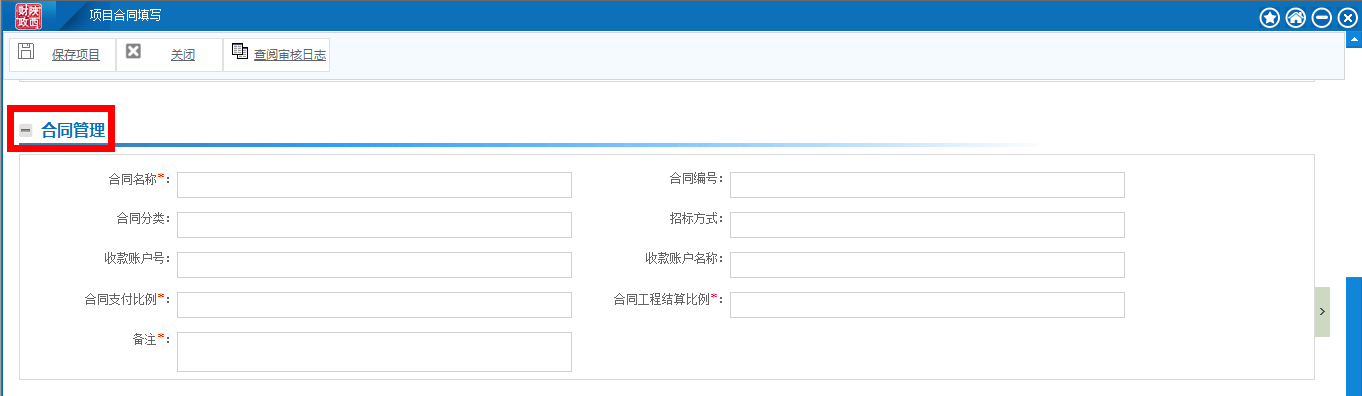 财陕
政西
项目合同填写
保存项目 关闭 查阅审核日志
合同管理
合同名称*： 合同编号：
合同分类： 招标方式：
收款账户号： 收款账户名称：
合同支付比例*： 合同工程结算比例*：
备注*：